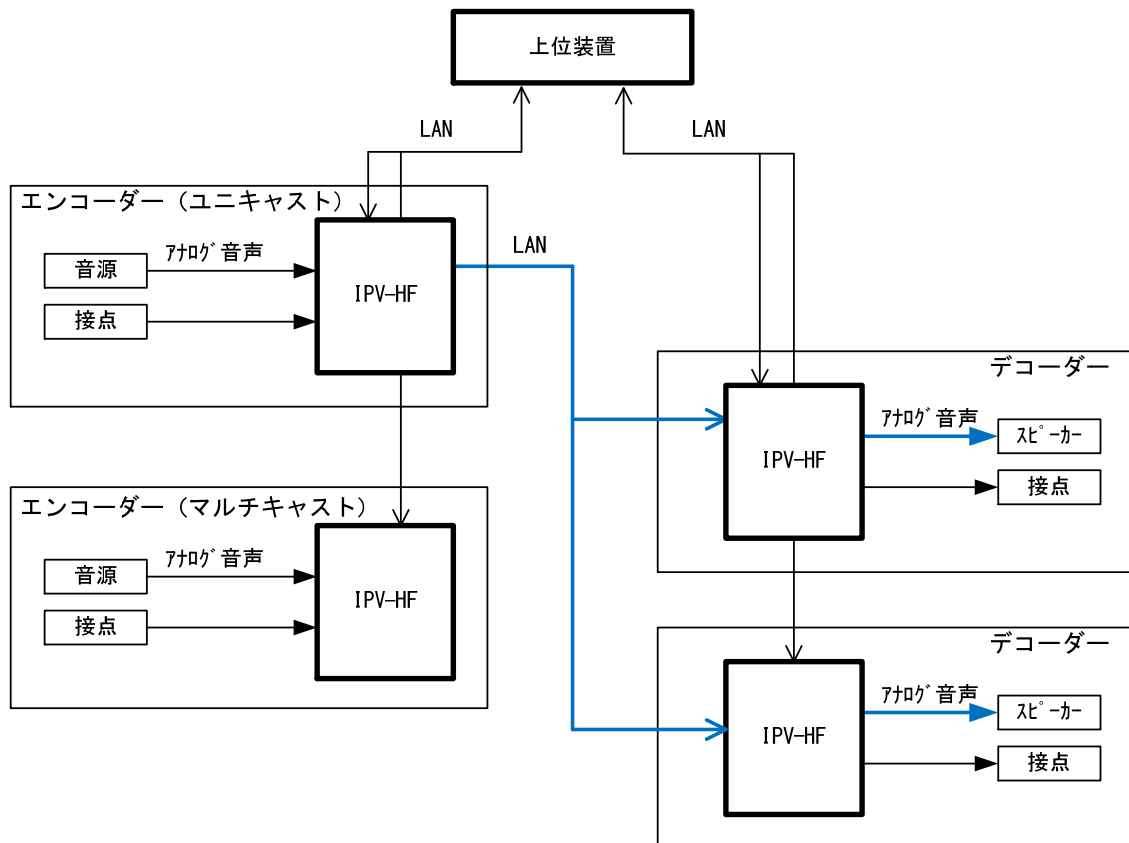 上位装置
LAN
LAN
エンコーダー（ユニキャスト）
音源
ｱﾅﾛｸﾞ音声
接点
IPV-HF
LAN
デコーダー
IPV-HF
ｱﾅﾛｸﾞ音声
ｽﾋﾟｰｶｰ
接点
エンコーダー（マルチキャスト）
音源
ｱﾅﾛｸﾞ音声
接点
IPV-HF
デコーダー
IPV-HF
ｱﾅﾛｸﾞ音声
ｽﾋﾟｰｶｰ
接点